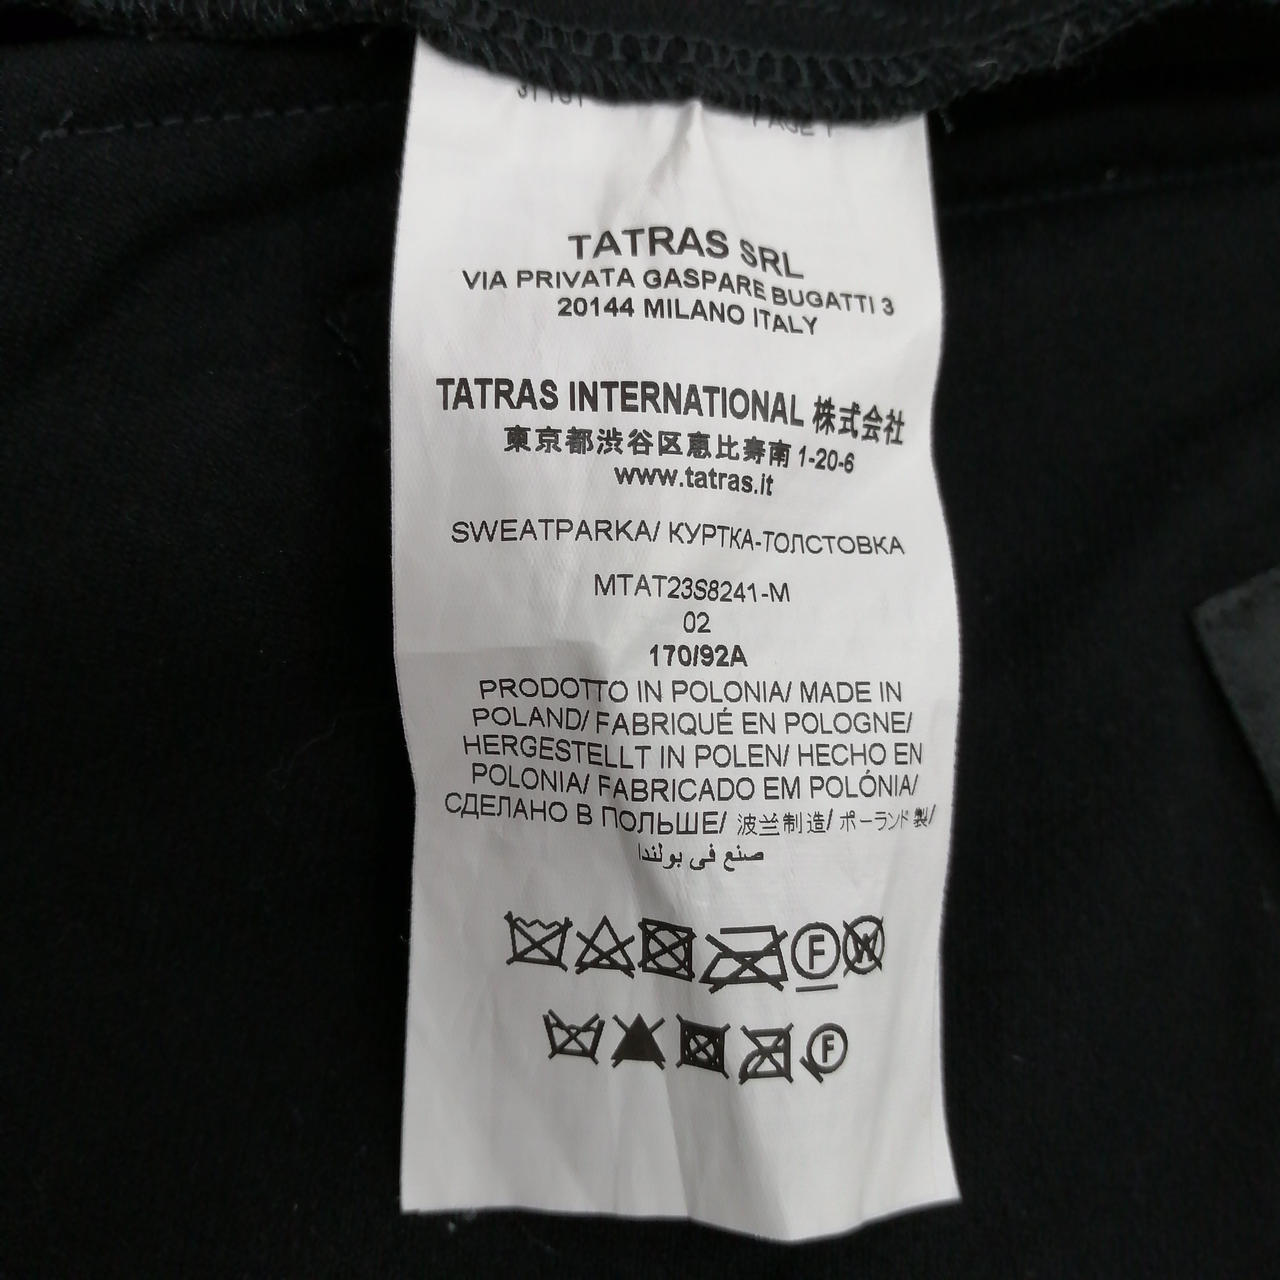 PAGE 1
TATRAS SRL
VIA PRIVATA GASPARE BUGATTI 3
20144 MILANO ITALY
TATRAS INTERNATIONAL 株式会社
東京都渋谷区恵比寿南 1-20-6
www.tatras.it
SWEATPARKA/ КУРТКА-ТОЛСТОВКА
MTAT23S8241-M
02
170/92A
PRODOTTO IN POLONIA/ MADE IN
POLAND/ FABRIQUÉ EN POLOGNE/
HERGESTELLT IN POLEN/ HECHO EN
POLONIA/ FABRICADO EM POLÓNIA/
СДЕЛАНО В ПОЛЬШЕ/ 波兰制造/ ポーランド製/
صنع في بولندا
F W
F